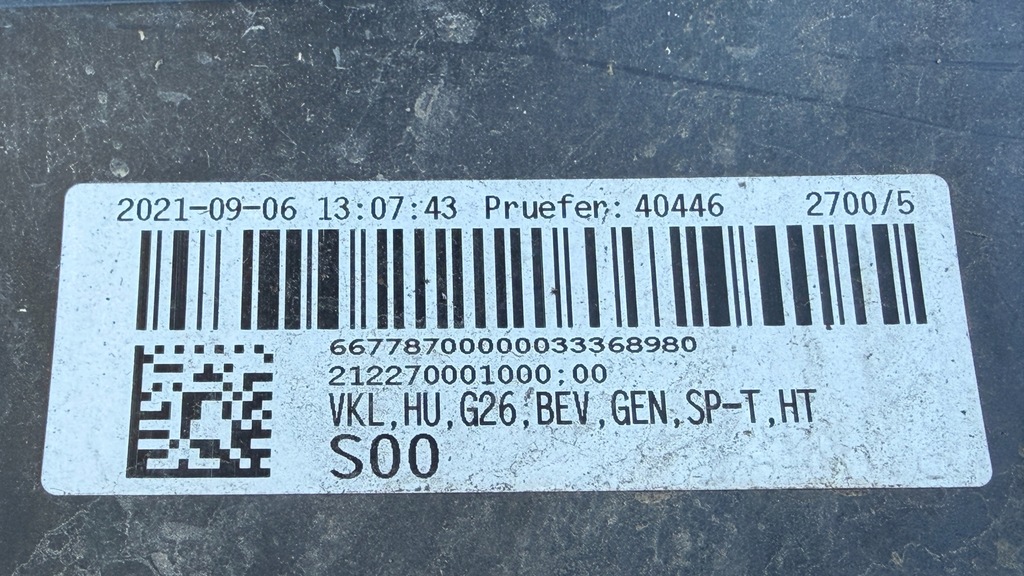 2021-09-06 13:07:43 Pruefer: 40446 2700/5
66778700000033368980
212270001000;00
VKL,HU,G26,BEV,GEN,SP-T,HT
S00